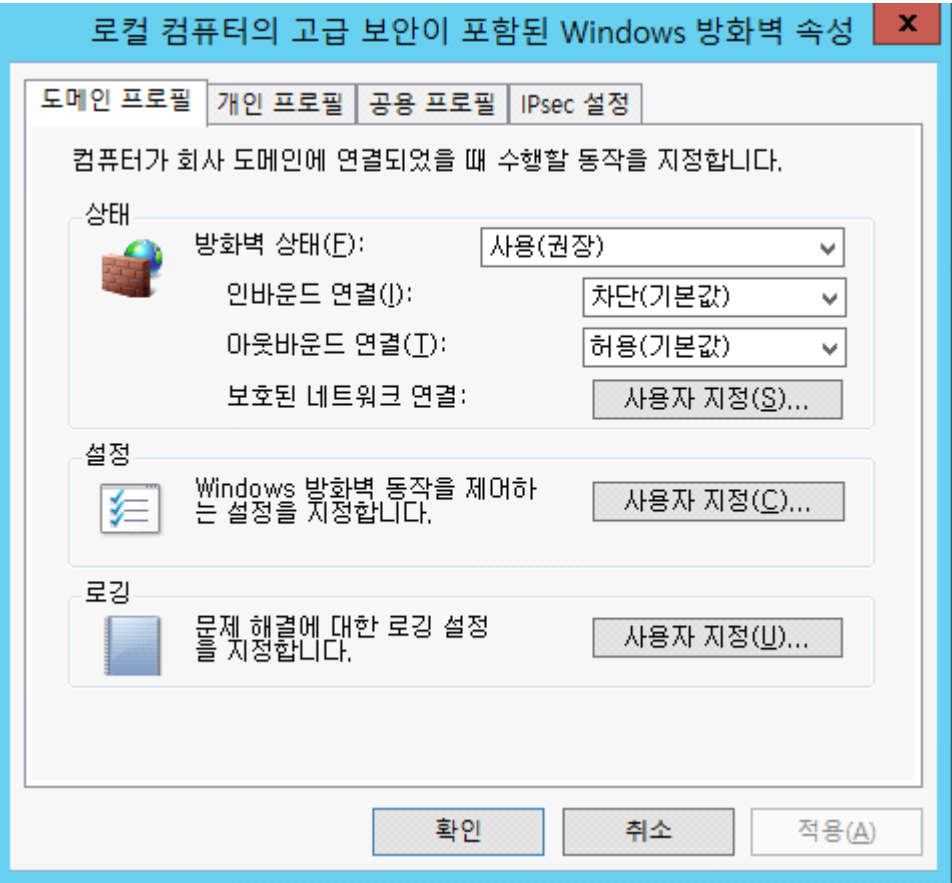 로컬 컴퓨터의 고급 보안이 포함된 Windows 방화벽 속성
x
도메인 프로필 개인 프로필 공용 프로필 IPsec 설정
컴퓨터가 회사 도메인에 연결되었을 때 수행할 동작을 지정합니다.
상태
방화벽 상태(F): 사용(권장)
인바운드 연결(I): 차단(기본값)
아웃바운드 연결(T): 허용(기본값)
보호된 네트워크 연결: 사용자 지정(S)...
설정
Windows 방화벽 동작을 제어하
는 설정을 지정합니다.
사용자 지정(C)...
로깅
문제 해결에 대한 로깅 설정
을 지정합니다.
사용자 지정(U)...
확인 취소 적용(A)